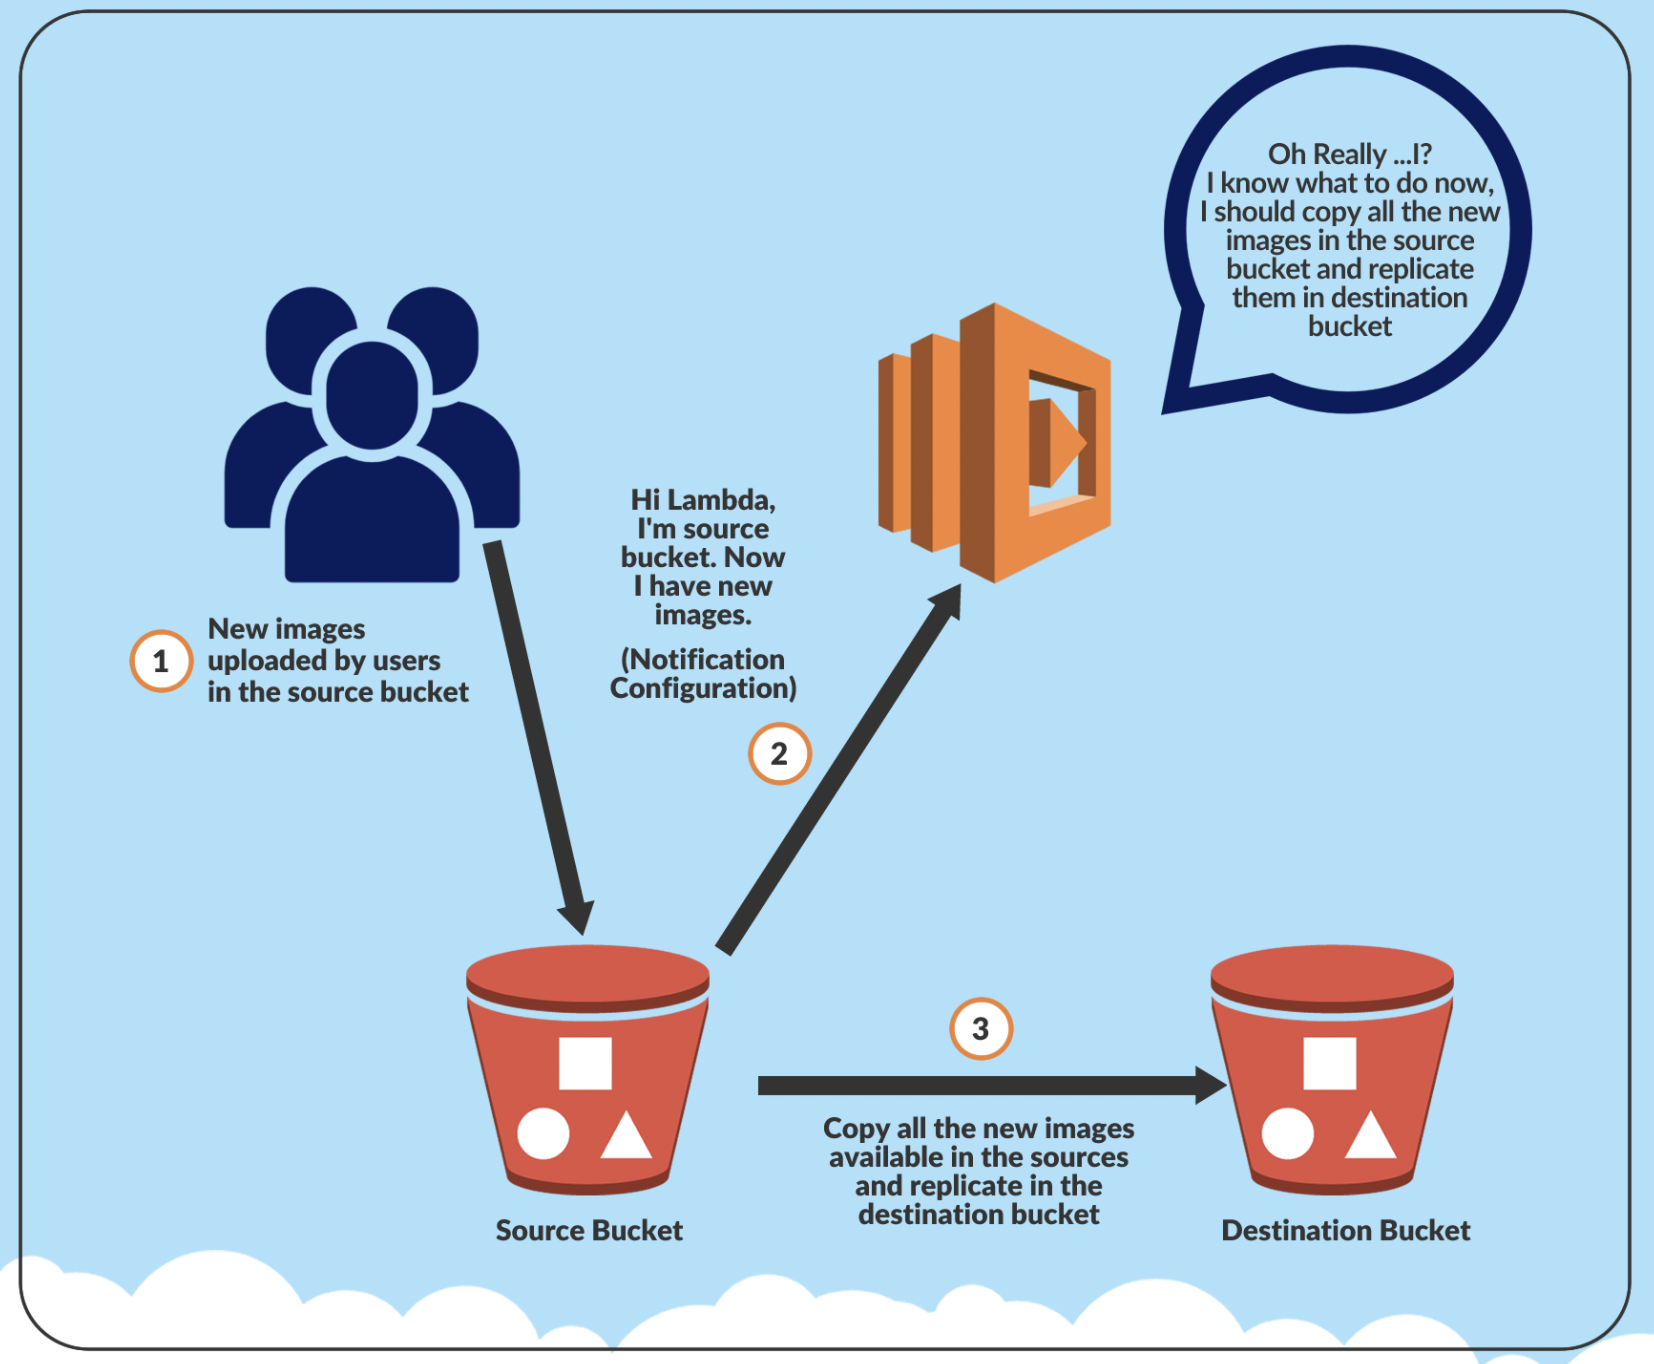 Oh Really ...I?
I know what to do now,
I should copy all the new
images in the source
bucket and replicate
them in destination
bucket
Hi Lambda,
I'm source
bucket. Now
I have new
images.
(Notification
Configuration)
1
New images
uploaded by users
in the source bucket
2
3
Copy all the new images
available in the sources
and replicate in the
destination bucket
Source Bucket
Destination Bucket